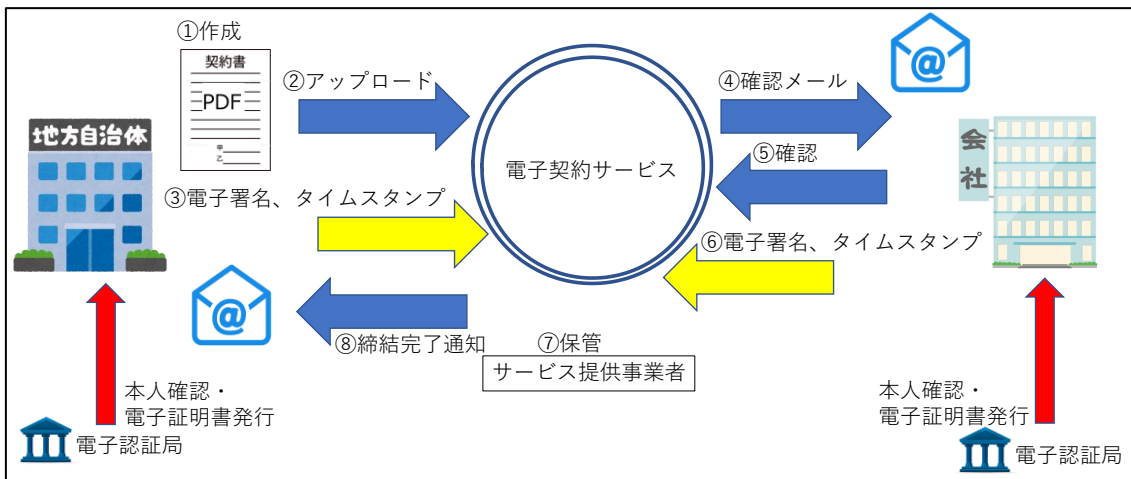 ①作成
契約書
PDF
甲
乙
②アップロード
地方自治体
③電子署名、タイムスタンプ
電子契約サービス
④確認メール
@
⑤確認
会社
⑥電子署名、タイムスタンプ
@
⑧締結完了通知
⑦保管
サービス提供事業者
本人確認・
電子証明書発行
電子認証局
本人確認・
電子証明書発行
電子認証局